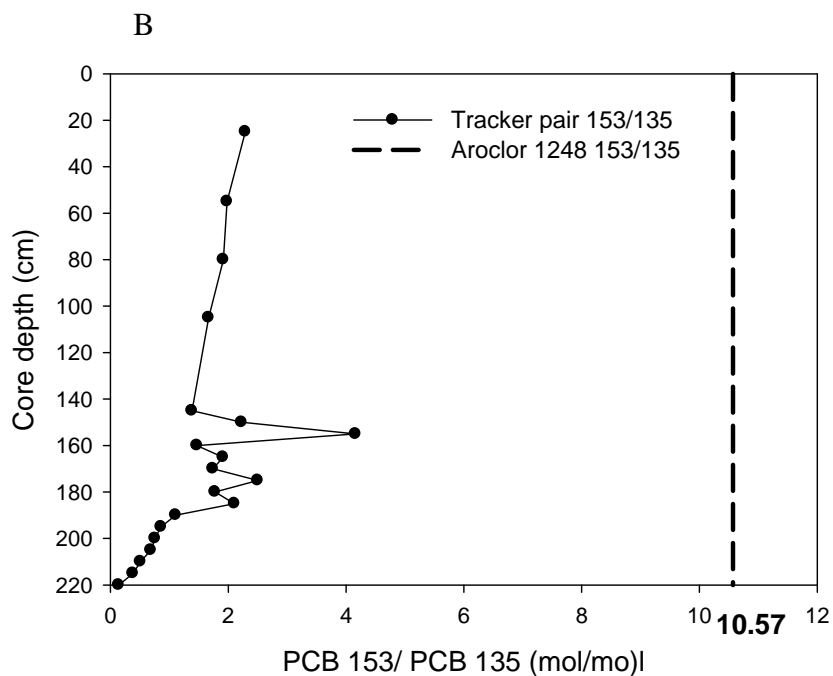 B
0
20
40
60
80
100
120
140
160
180
200
220
Core depth (cm)
Tracker pair 153/135
Aroclor 1248 153/135
0 2 4 6 8 10 12
10.57
PCB 153/ PCB 135 (mol/mo)l